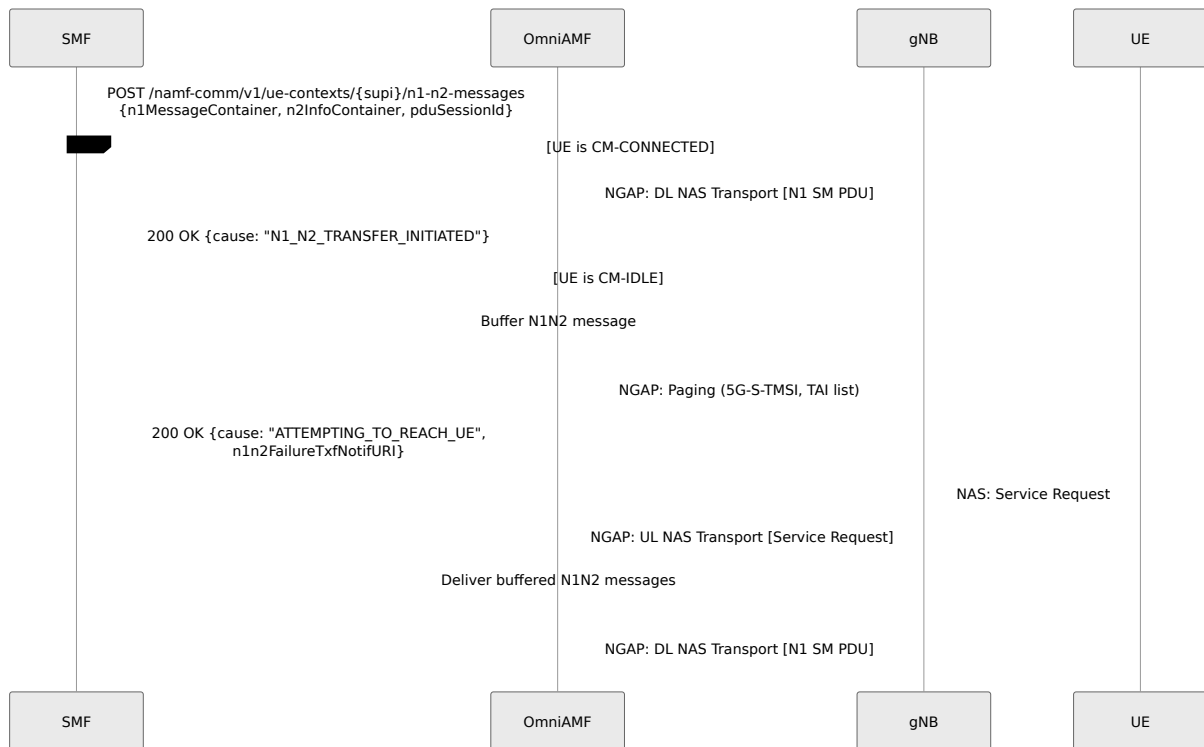 SMF
OmniAMF
gNB
UE
POST /namf-comm/v1/ue-contexts/{supi}/n1-n2-messages
{n1MessageContainer, n2InfoContainer, pduSessionId}
[UE is CM-CONNECTED]
NGAP: DL NAS Transport [N1 SM PDU]
200 OK {cause: "N1_N2_TRANSFER_INITIATED"}
[UE is CM-IDLE]
Buffer N1N2 message
NGAP: Paging (5G-S-TMSI, TAI list)
200 OK {cause: "ATTEMPTING_TO_REACH_UE",
n1n2FailureTxfNotifURI}
NAS: Service Request
NGAP: UL NAS Transport [Service Request]
Deliver buffered N1N2 messages
NGAP: DL NAS Transport [N1 SM PDU]
SMF
OmniAMF
gNB
UE